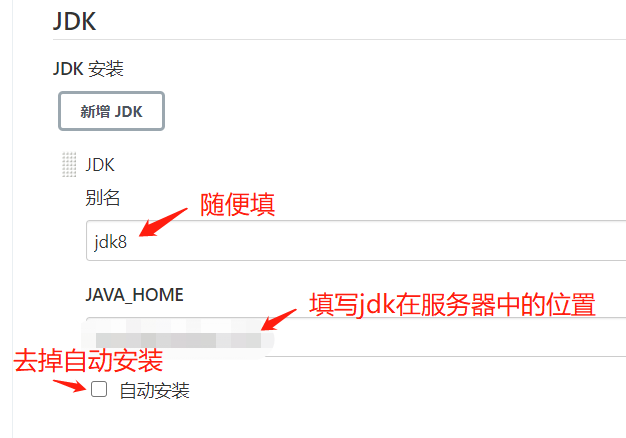 JDK
JDK 安装
新增 JDK
JDK
别名
随便填
jdk8
JAVA_HOME
填写jdk在服务器中的位置
去掉自动安装
自动安装